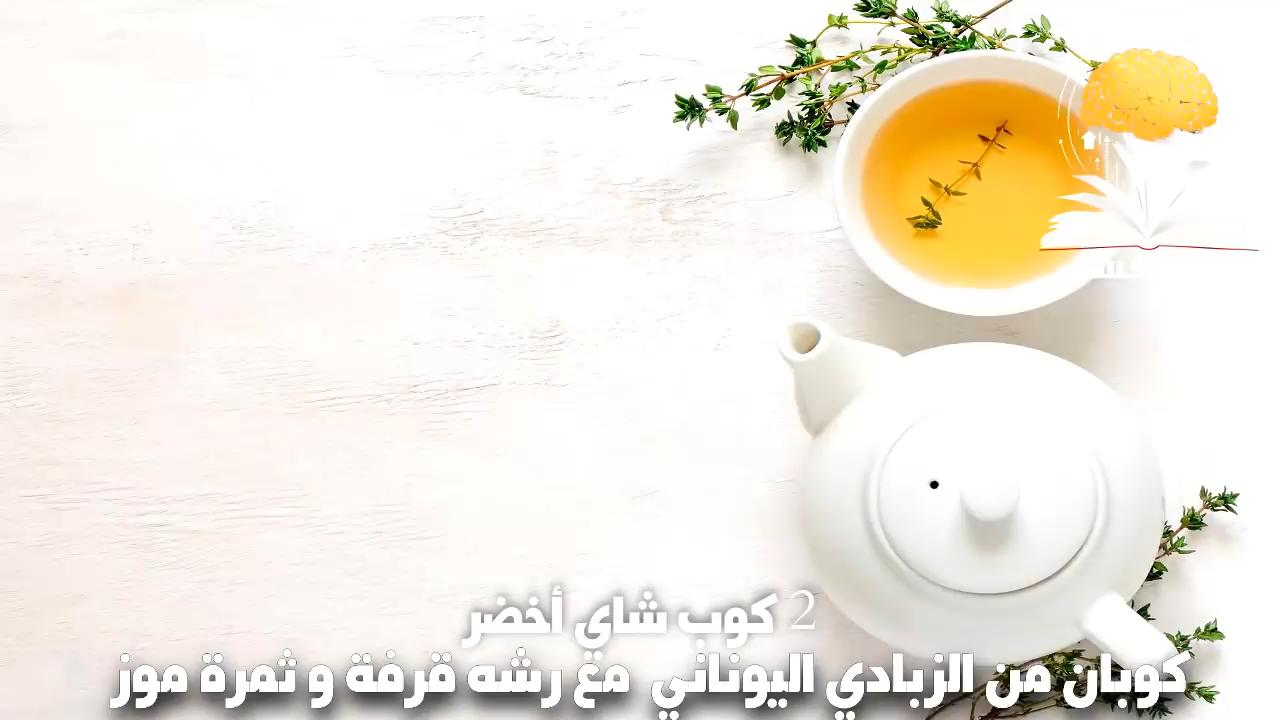 2 كوب شاي أخضر
كوبان من الزبادي اليوناني مع رشه قرفة و ثمرة موز